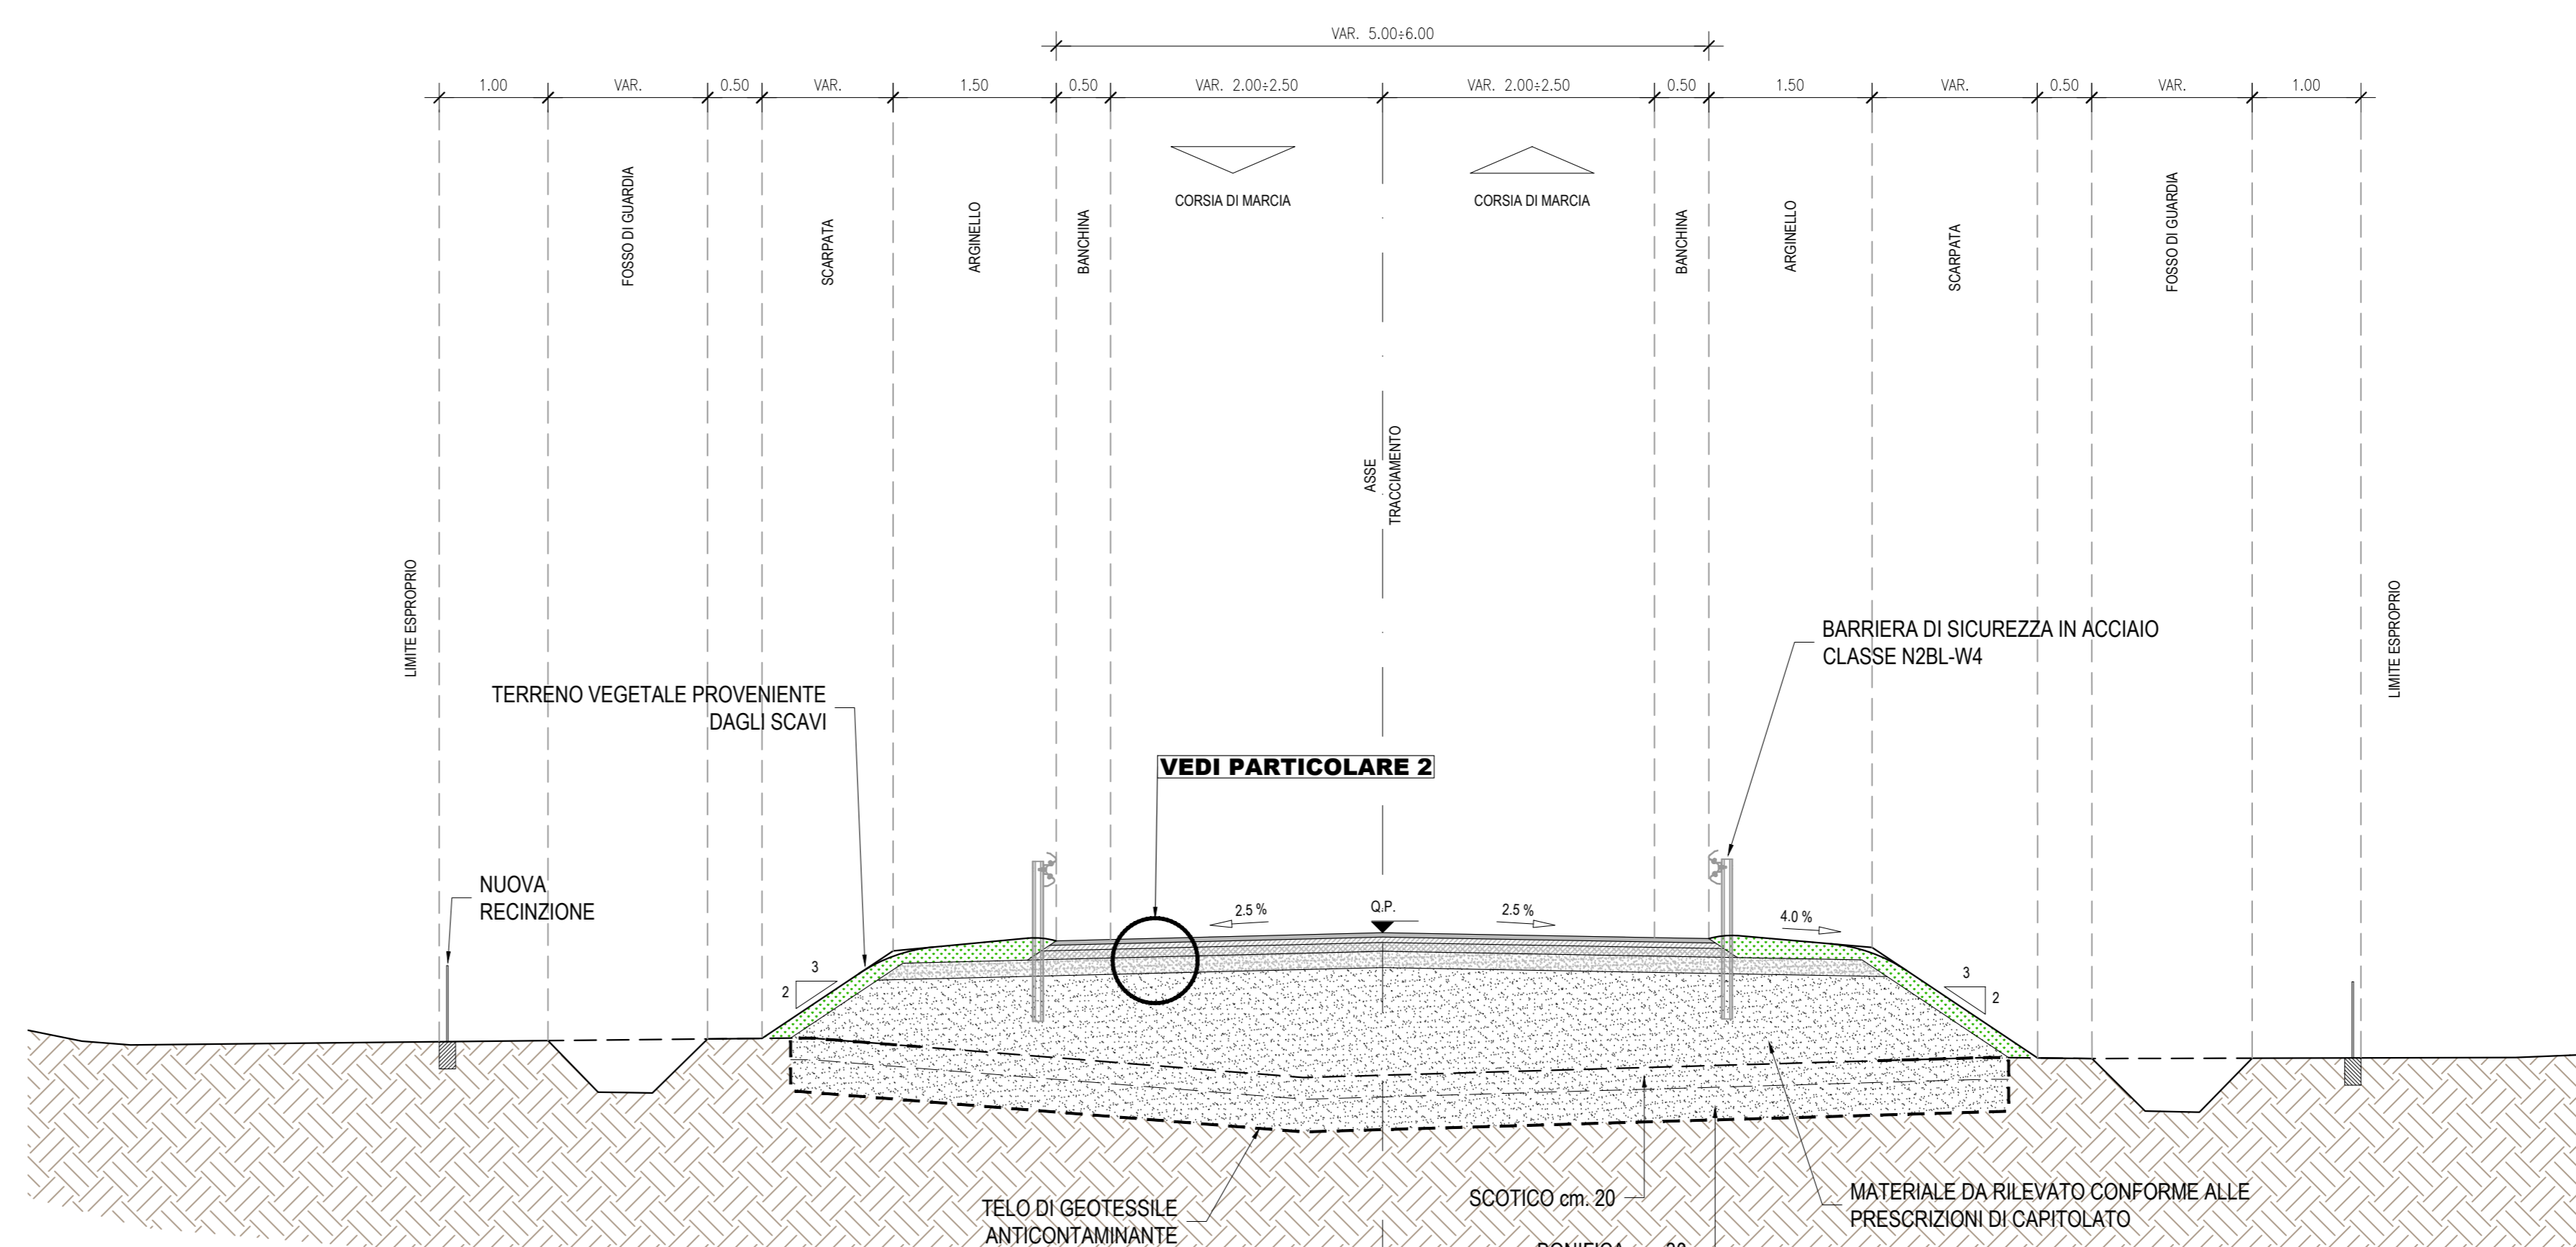 VAR. 5.00÷6.00
1.00
VAR.
0.50
VAR.
1.50
0.50
VAR. 2.00÷2.50
VAR. 2.00÷2.50
0.50
1.50
VAR.
0.50
VAR.
1.00
FOSSO DI GUARDIA
SCARPATA
ARGINELLO
BANCHINA
CORSIA DI MARCIA
CORSIA DI MARCIA
BANCHINA
ARGINELLO
SCARPATA
FOSSO DI GUARDIA
ASSE
TRACCIAMENTO
LIMITE ESPROPRIO
LIMITE ESPROPRIO
BARRIERA DI SICUREZZA IN ACCIAIO
CLASSE N2BL-W4
TERRENO VEGETALE PROVENIENTE
DAGLI SCAVI
VEDI PARTICOLARE 2
NUOVA
RECINZIONE
2.5 %
Q.P.
2.5 %
4.0 %
3
2
3
2
SCOTICO cm. 20
MATERIALE DA RILEVATO CONFORME ALLE
PRESCRIZIONI DI CAPITOLATO
TELO DI GEOTESSILE
ANTICONTAMINANTE